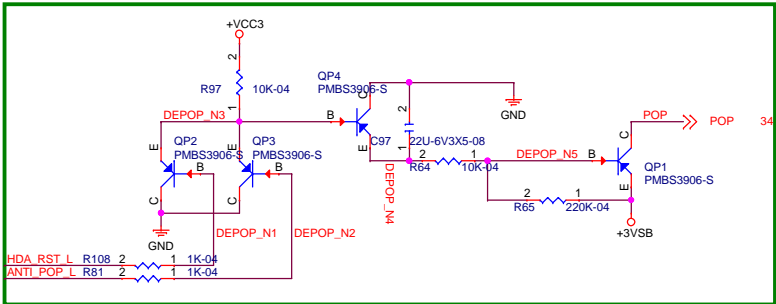 +VCC3
2
R97 10K-04
1
DEPOP_N3
QP4
PMBS3906-S
C
B
E
2
C97 22U-6V3X5-08
1
GND
POP POP 34
C
B
E
QP1
PMBS3906-S
DEPOP_N5
2 1
R64 10K-04
DEPOP_N4
2 1
R65 220K-04
+3VSB
QP2
PMBS3906-S
E
B
C
QP3
PMBS3906-S
E
B
C
GND
DEPOP_N1 DEPOP_N2
HDA_RST_L R108 2 1 1K-04
ANTI_POP_L R81 2 1 1K-04